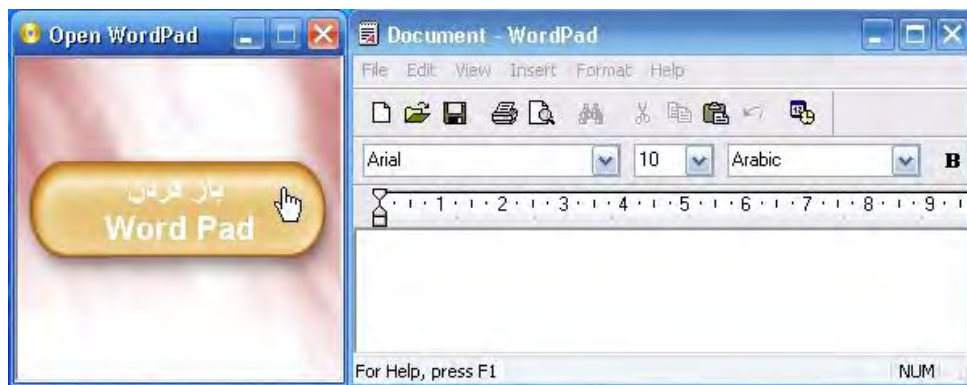 Open WordPad
باز کردن
Word Pad
Document - WordPad
File Edit View Insert Format Help
Arial 10 Arabic B
1 2 3 4 5 6 7 8 9
For Help, press F1 NUM